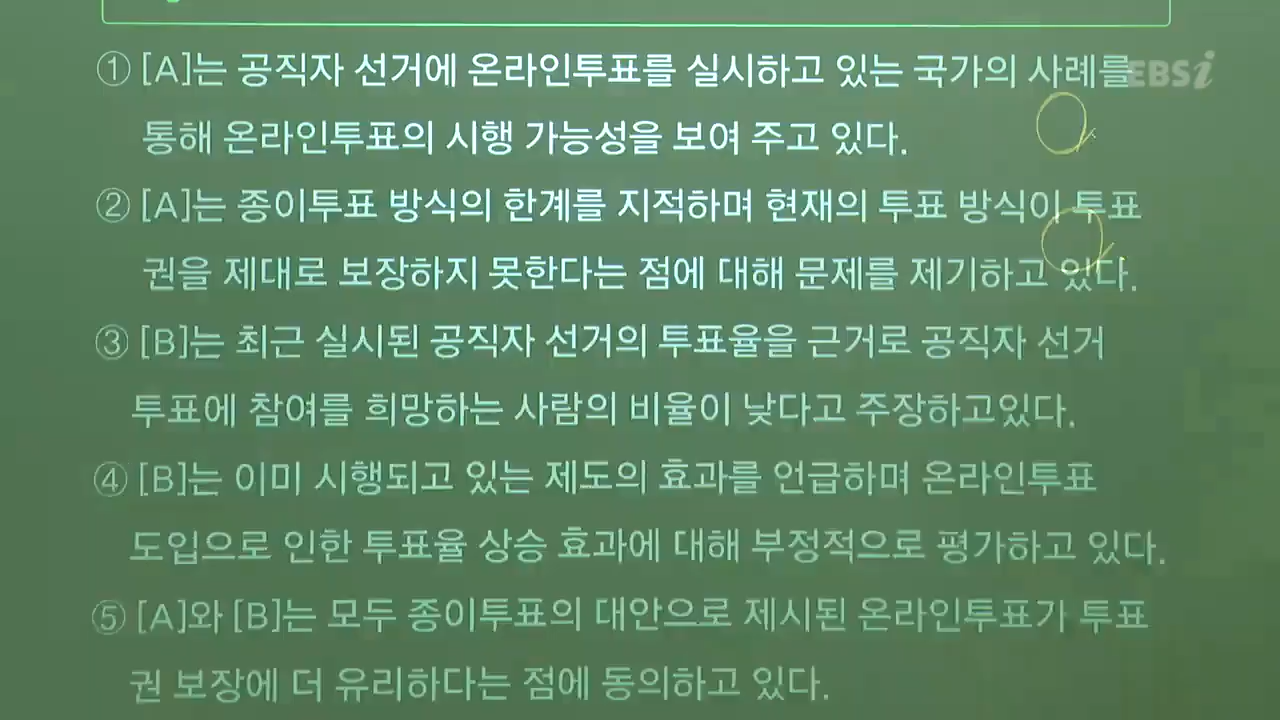 ① [A]는 공직자 선거에 온라인투표를 실시하고 있는 국가의 사례를
EBSi
통해 온라인투표의 시행 가능성을 보여 주고 있다.
② [A]는 종이투표 방식의 한계를 지적하며 현재의 투표 방식이 투표
권을 제대로 보장하지 못한다는 점에 대해 문제를 제기하고 있다.
③ [B]는 최근 실시된 공직자 선거의 투표율을 근거로 공직자 선거
투표에 참여를 희망하는 사람의 비율이 낮다고 주장하고있다.
④ [B]는 이미 시행되고 있는 제도의 효과를 언급하며 온라인투표
도입으로 인한 투표율 상승 효과에 대해 부정적으로 평가하고 있다.
⑤ [A]와 [B]는 모두 종이투표의 대안으로 제시된 온라인투표가 투표
권 보장에 더 유리하다는 점에 동의하고 있다.